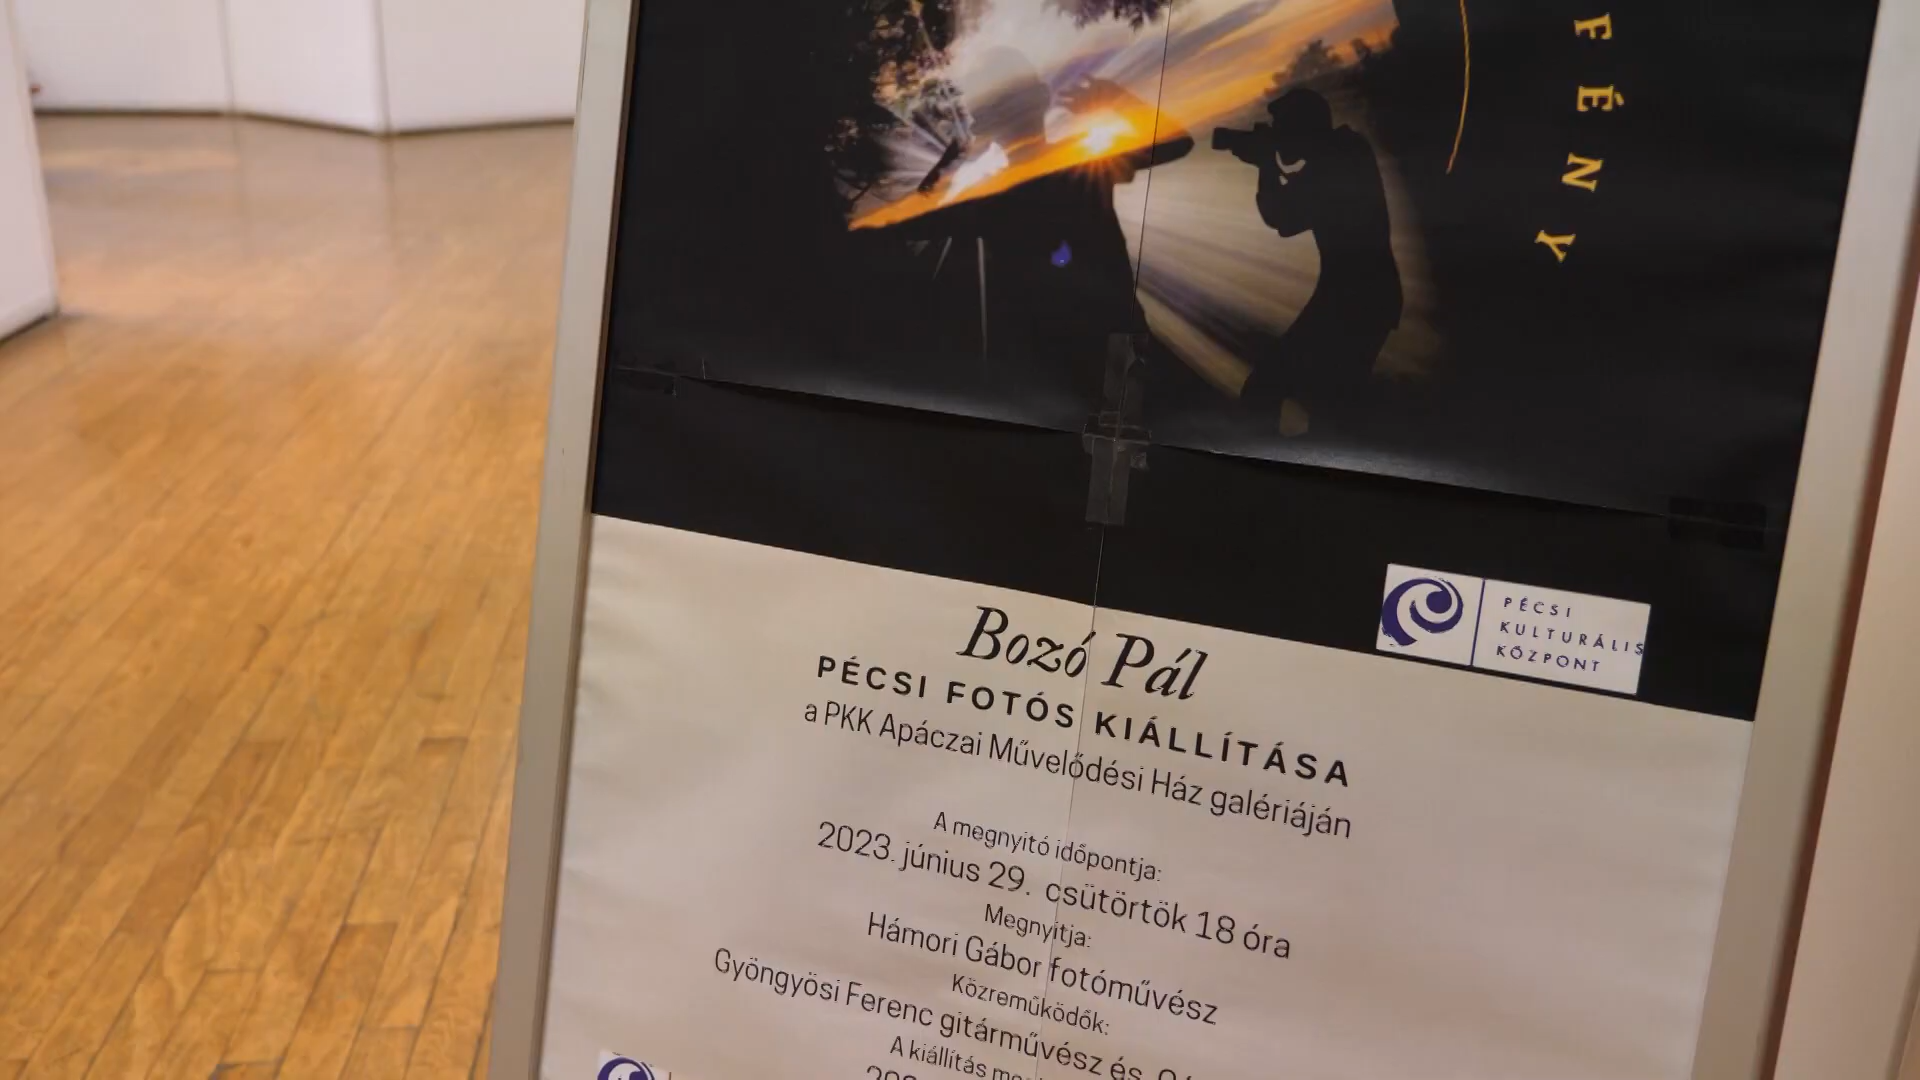 FÉNY
PÉCSI
KULTURÁLIS
KÖZPONT
Bozó Pál
PÉCSI FOTÓS KIÁLLÍTÁSA
a PKK Apáczai Művelődési Ház galériáján
A megnyitó időpontja:
2023. június 29. csütörtök 18 óra
Megnyitja:
Hámori Gábor fotóművész
Közreműködők:
Gyöngyösi Ferenc gitárművész és
A kiállítás